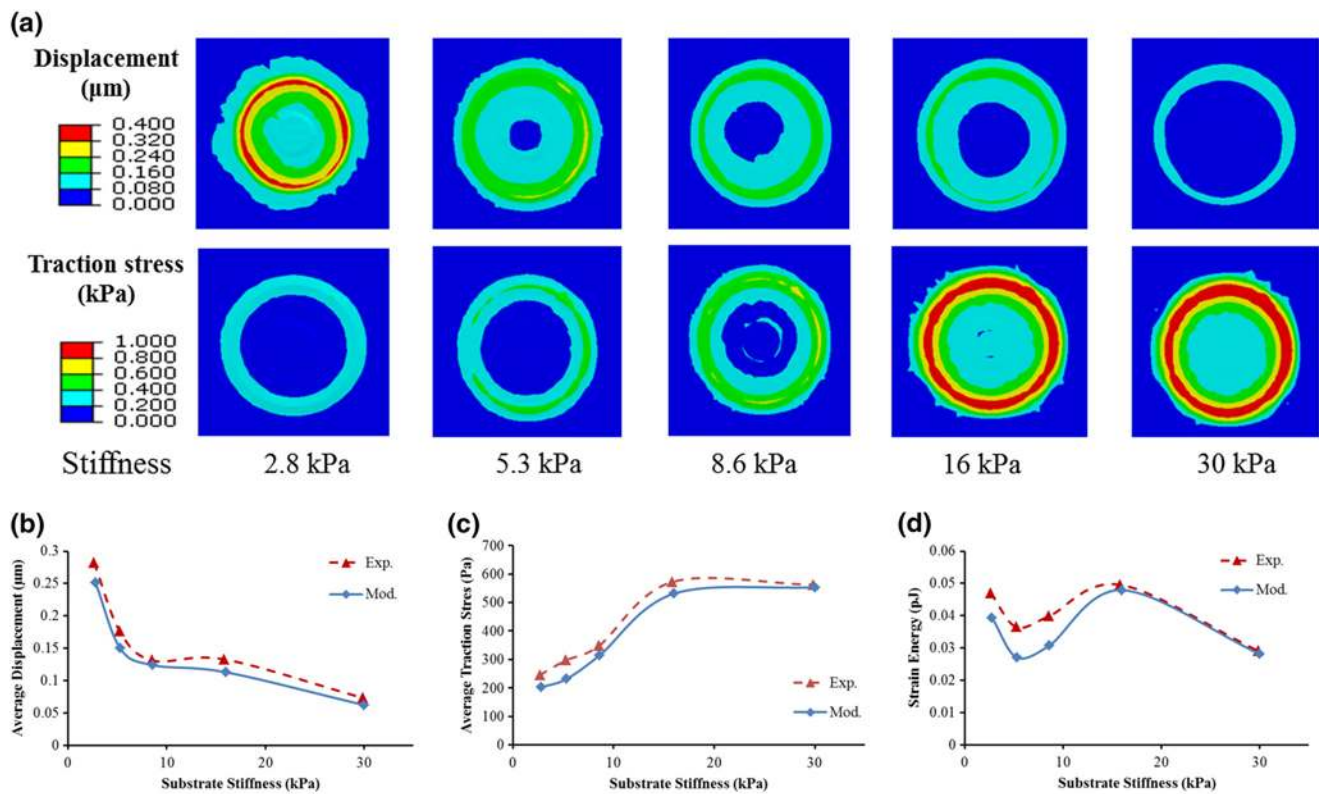 (a)
Displacement
(μm)
0.400
0.320
0.240
0.160
0.080
0.000
Traction stress
(kPa)
1.000
0.800
0.600
0.400
0.200
0.000
Stiffness 2.8 kPa 5.3 kPa 8.6 kPa 16 kPa 30 kPa
(b)
Average Displacement (μm)
0.3
0.25
0.2
0.15
0.1
0.05
0
0 10 20 30
Substrate Stiffness (kPa)
Exp.
Mod.
(c)
Average Traction Stres (Pa)
700
600
500
400
300
200
100
0
0 10 20 30
Substrate Stiffness (kPa)
Exp.
Mod.
(d)
Strain Energy (pJ)
0.06
0.05
0.04
0.03
0.02
0.01
0
0 10 20 30
Substrate Stiffness (kPa)
Exp.
Mod.